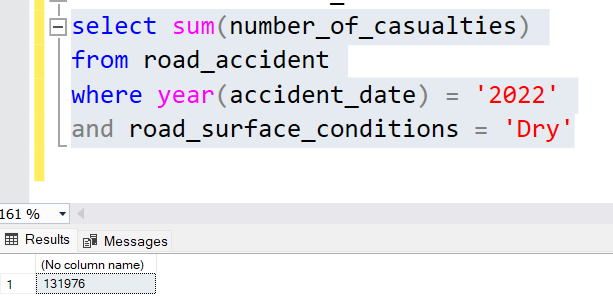 select sum(number_of_casualties)
from road_accident
where year(accident_date) = '2022'
and road_surface_conditions = 'Dry'
161 %
Results Messages
(No column name)
1 131976